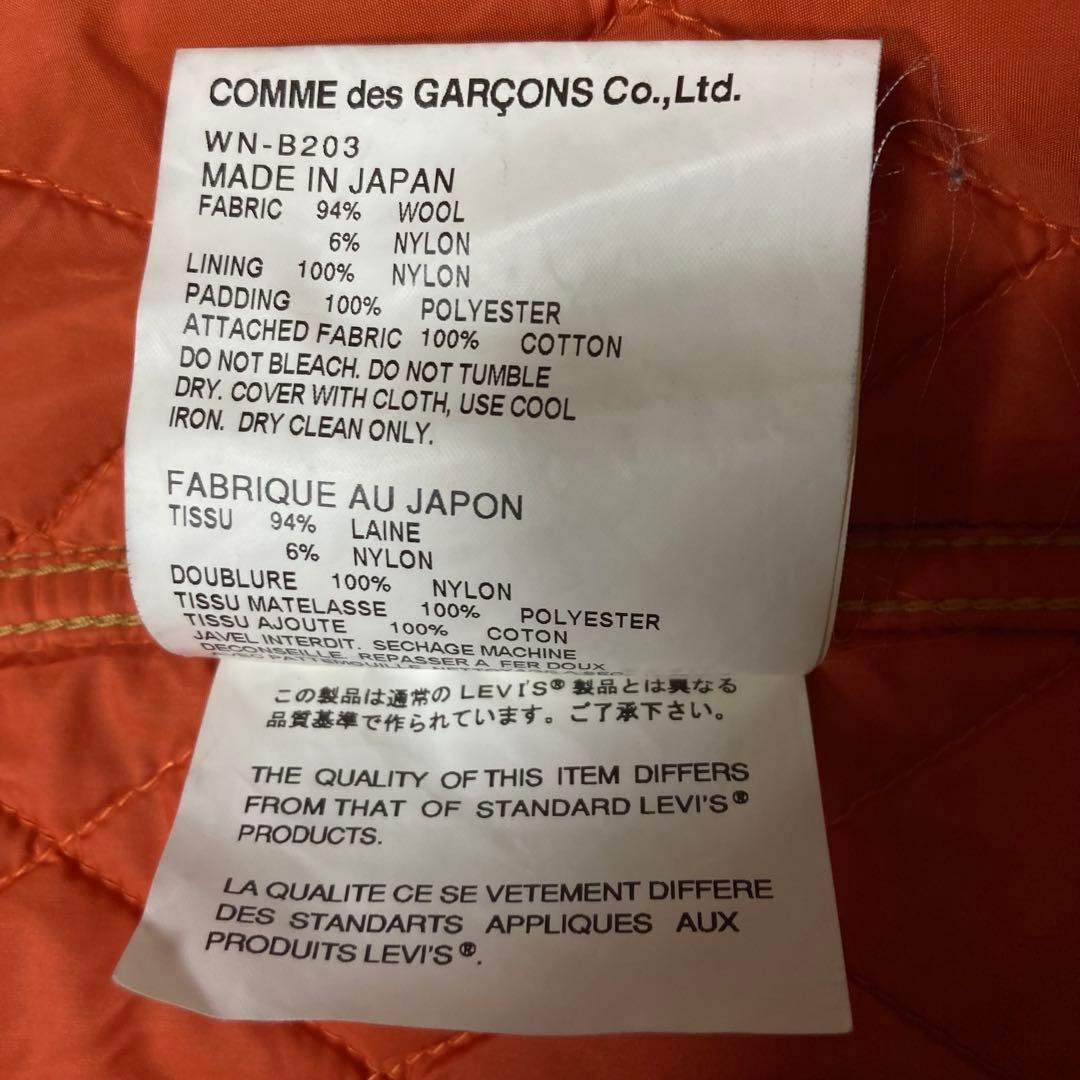 COMME des GARÇONS Co.,Ltd.
WN-B203
MADE IN JAPAN
FABRIC 94% WOOL
6% NYLON
LINING 100% NYLON
PADDING 100% POLYESTER
ATTACHED FABRIC 100% COTTON
DO NOT BLEACH. DO NOT TUMBLE
DRY. COVER WITH CLOTH, USE COOL
IRON. DRY CLEAN ONLY.
FABRIQUE AU JAPON
TISSU 94% LAINE
6% NYLON
DOUBLURE 100% NYLON
TISSU MATELASSE 100% POLYESTER
TISSU AJOUTE 100% COTON
JAVEL INTERDIT. SECHAGE MACHINE
DECONSEILLE. REPASSER A FER DOUX
AVEC PATTEMOUILLE. NETTOYAGE A SEC.
この製品は通常の LEVI'S® 製品とは異なる
品質基準で作られています。ご了承下さい。
THE QUALITY OF THIS ITEM DIFFERS
FROM THAT OF STANDARD LEVI'S®
PRODUCTS.
LA QUALITE CE SE VETEMENT DIFFERE
DES STANDARTS APPLIQUES AUX
PRODUITS LEVI'S®.